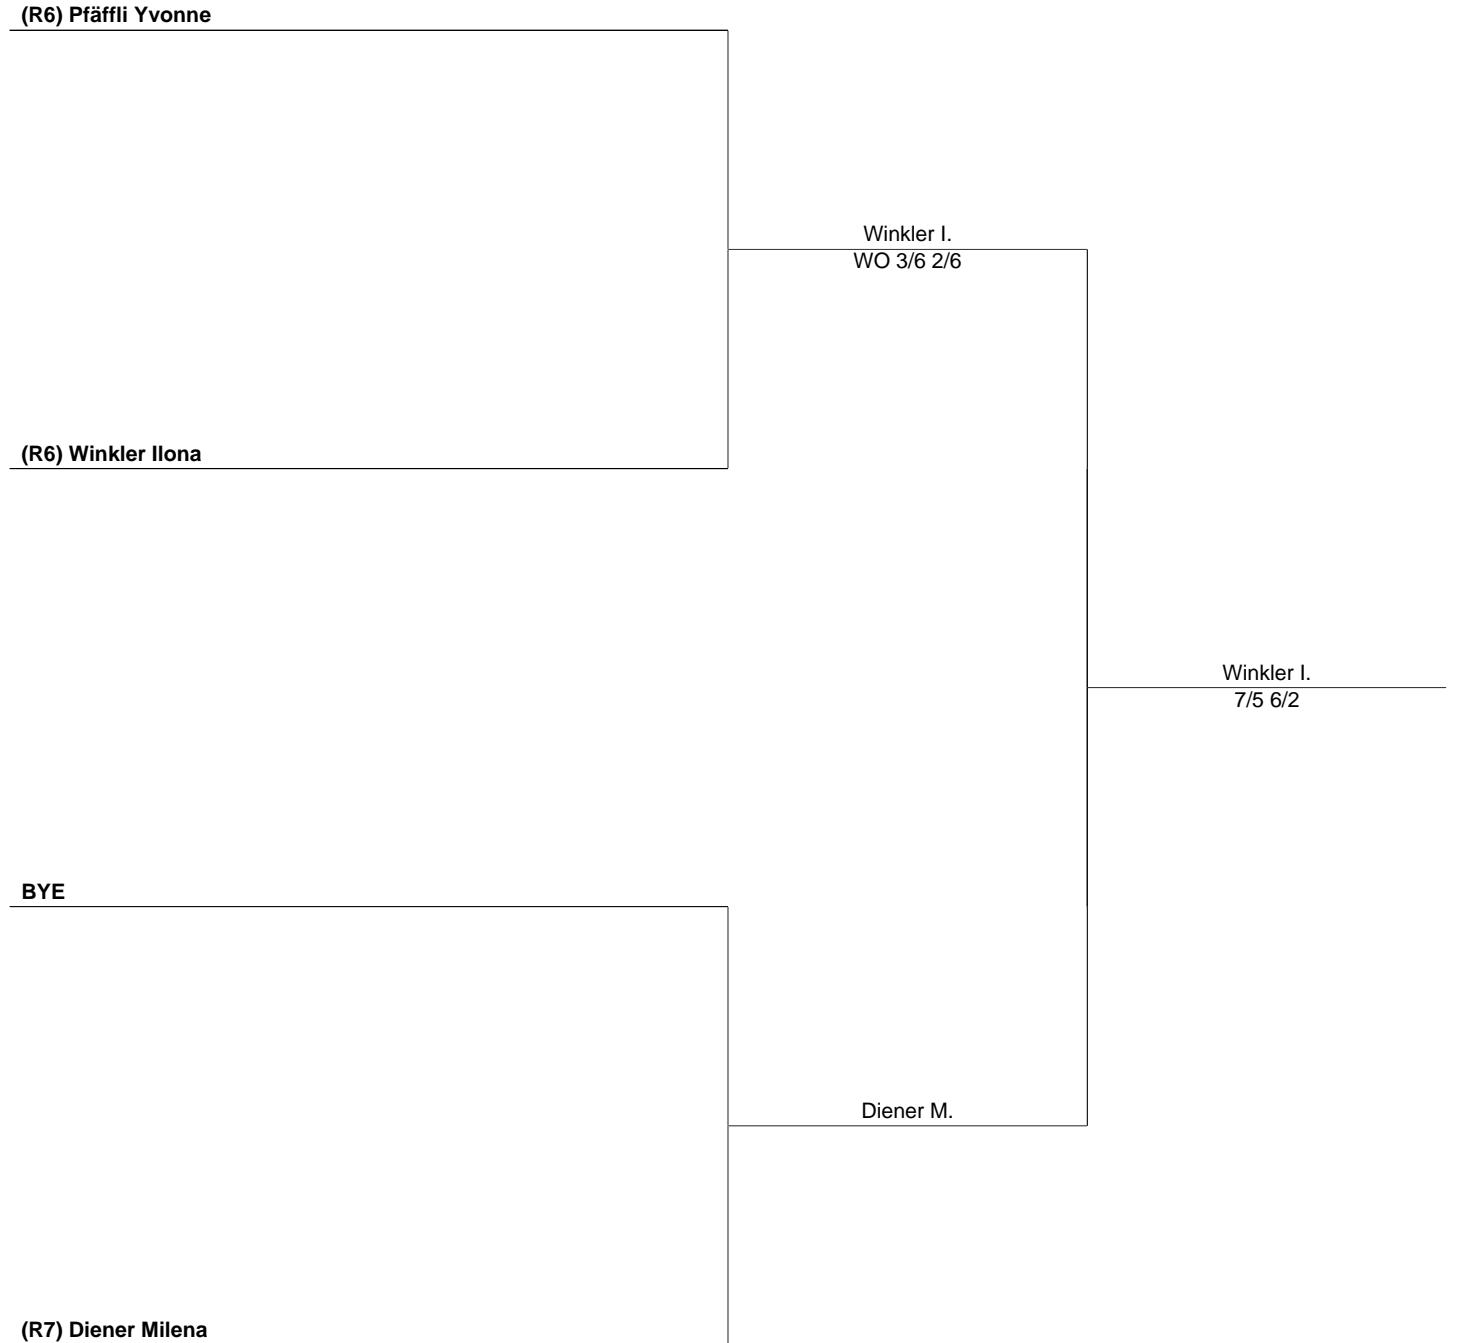 (R6) Pfäffli Yvonne
Winkler I.
WO 3/6 2/6
(R6) Winkler Ilona
Winkler I.
7/5 6/2
BYE
Diener M.
(R7) Diener Milena